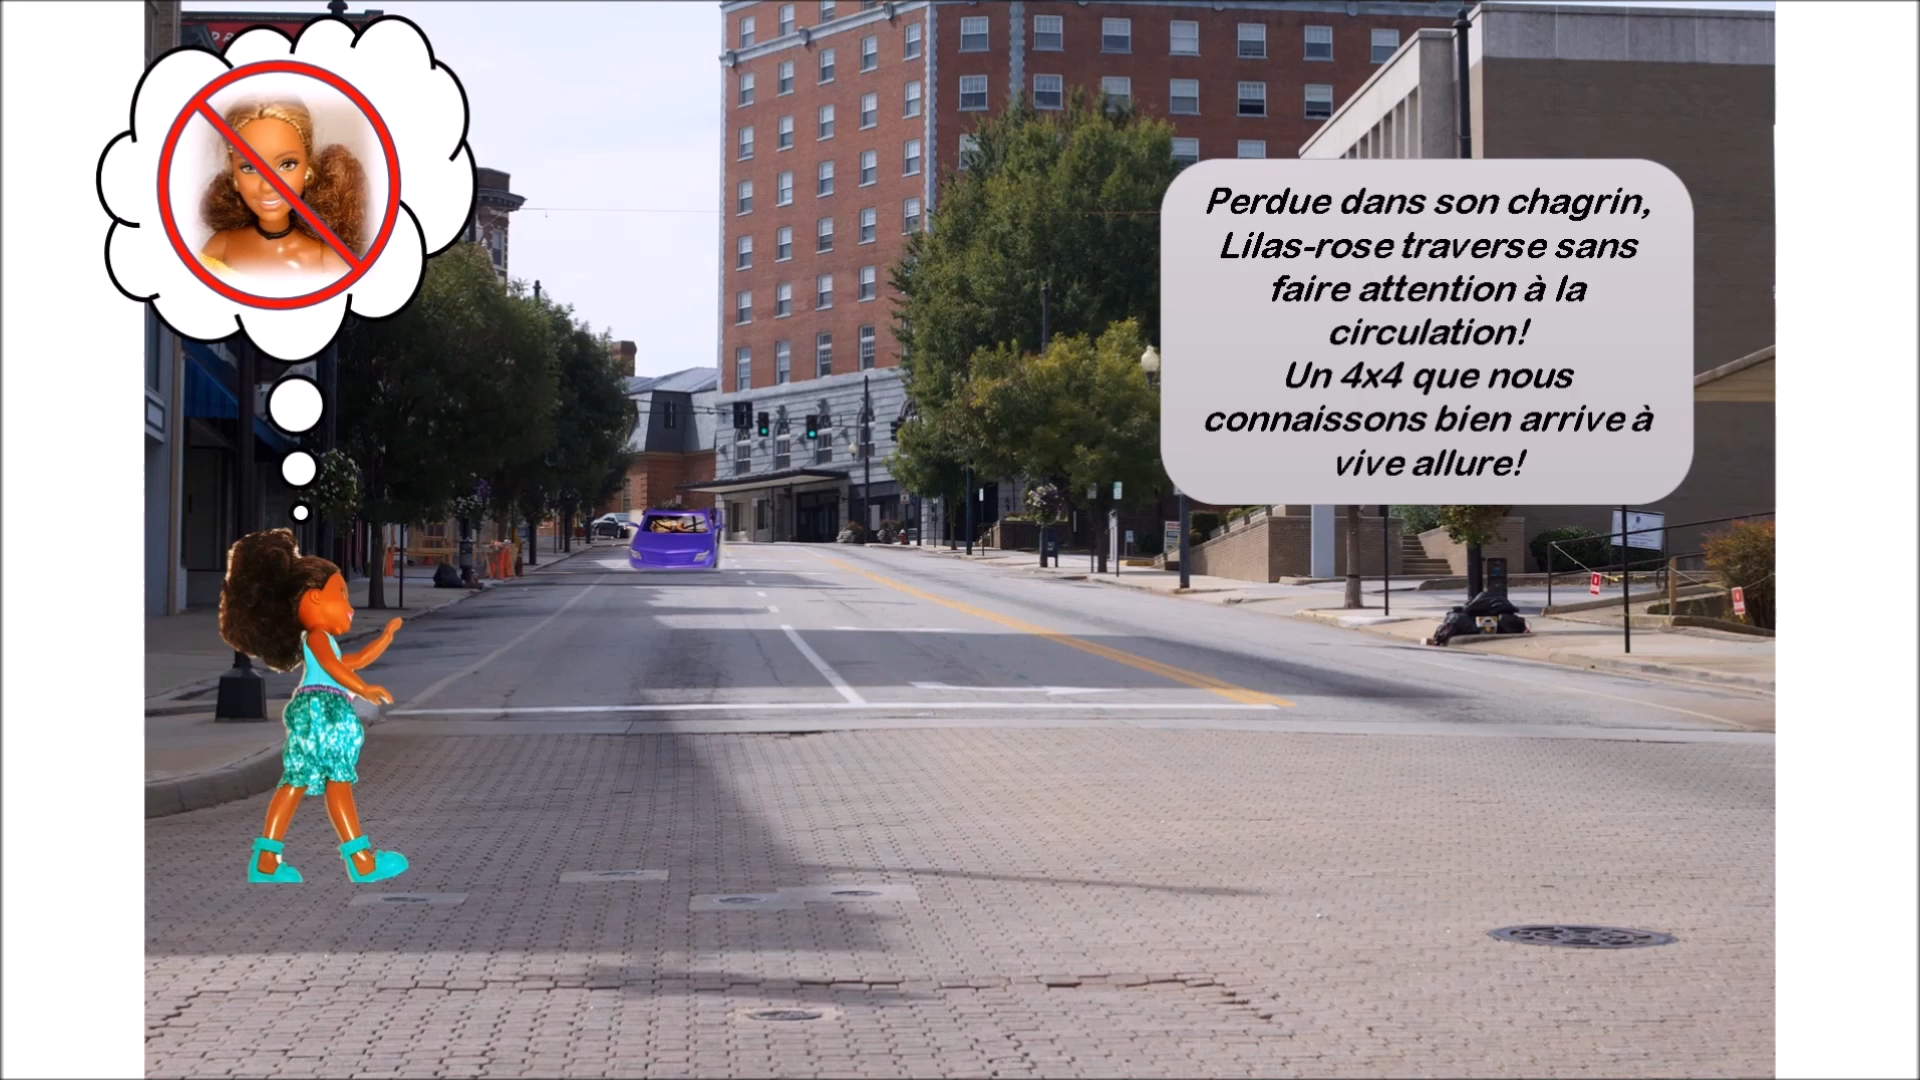 Perdue dans son chagrin,
Lilas-rose traverse sans
faire attention à la
circulation!
Un 4x4 que nous
connaissons bien arrive à
vive allure!